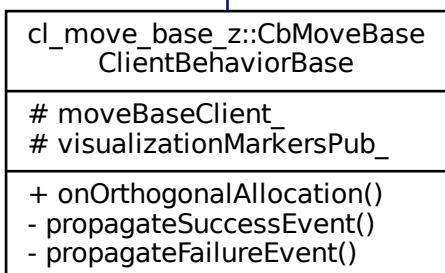 cl_move_base_z::CbMoveBase
ClientBehaviorBase
# moveBaseClient_
# visualizationMarkersPub_
+ onOrthogonalAllocation()
- propagateSuccessEvent()
- propagateFailureEvent()